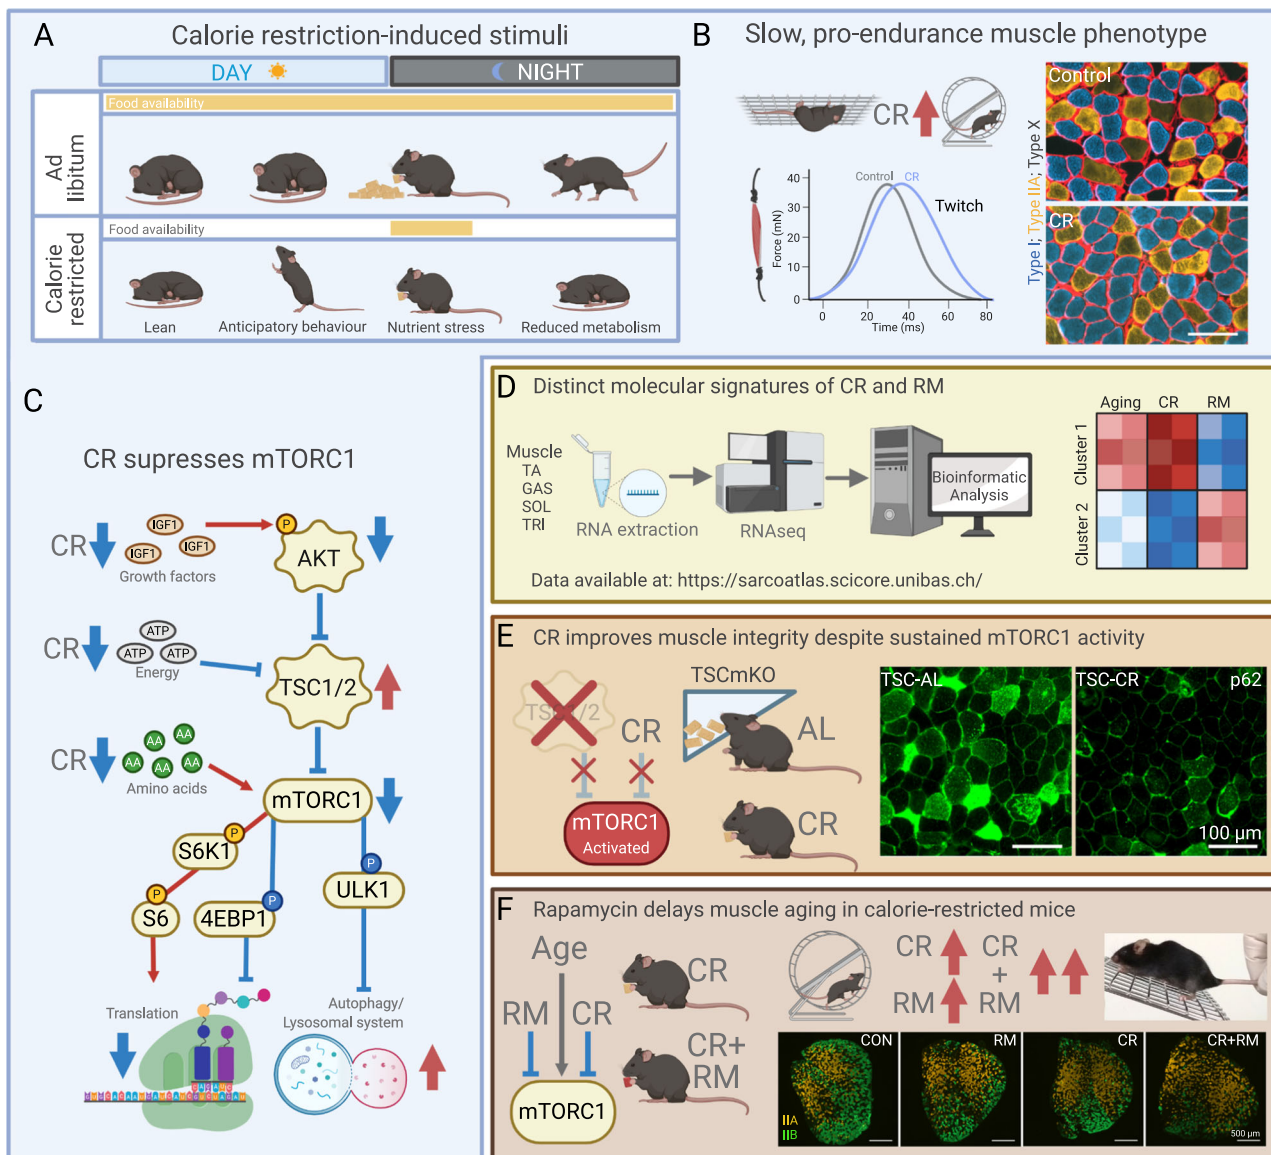 A
Calorie restriction-induced stimuli
DAY
NIGHT
Ad libitum
Food availability
Calorie restricted
Food availability
Lean
Anticipatory behaviour
Nutrient stress
Reduced metabolism
B
Slow, pro-endurance muscle phenotype
CR
Control
CR
Twitch
Force (mN)
40
30
20
10
0
0
20
40
60
80
Time (ms)
Type I; Type IIA; Type X
Control
CR
C
CR supresses mTORC1
CR
IGF1
IGF1
IGF1
Growth factors
P
AKT
CR
ATP
ATP
ATP
Energy
TSC1/2
CR
AA
AA
AA
AA
AA
Amino acids
mTORC1
P
S6K1
P
P
P
S6
4EBP1
ULK1
Translation
Autophagy/
Lysosomal system
D
Distinct molecular signatures of CR and RM
Muscle
TA
GAS
SOL
TRI
RNA extraction
RNAseq
Bioinformatic
Analysis
Aging
CR
RM
Cluster 1
Cluster 2
Data available at: https://sarcoatlas.scicore.unibas.ch/
E
CR improves muscle integrity despite sustained mTORC1 activity
TSC1/2
CR
mTORC1
Activated
TSCmKO
AL
CR
TSC-AL
TSC-CR
p62
100 µm
F
Rapamycin delays muscle aging in calorie-restricted mice
Age
RM
CR
mTORC1
CR
CR+
RM
CR
RM
CR
+
RM
CON
RM
CR
CR+RM
IIA
IIB
500 µm